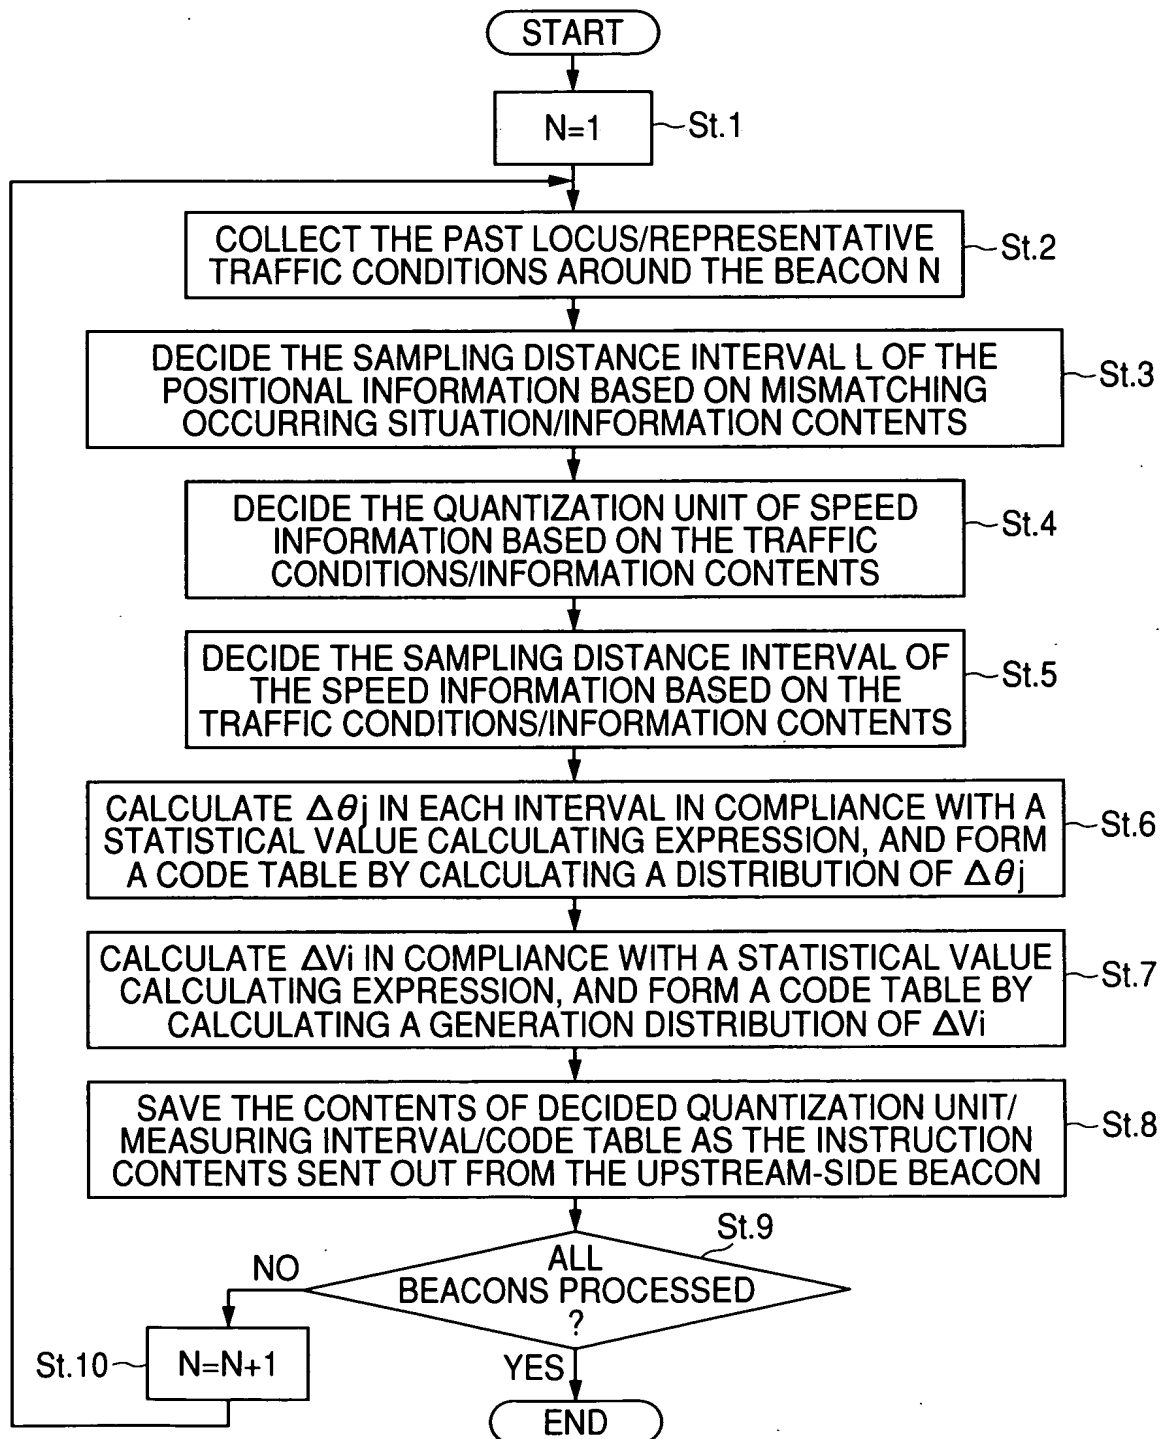 START
N=1
St.1
COLLECT THE PAST LOCUS/REPRESENTATIVE
TRAFFIC CONDITIONS AROUND THE BEACON N
St.2
DECIDE THE SAMPLING DISTANCE INTERVAL L OF THE
POSITIONAL INFORMATION BASED ON MISMATCHING
OCCURRING SITUATION/INFORMATION CONTENTS
St.3
DECIDE THE QUANTIZATION UNIT OF SPEED
INFORMATION BASED ON THE TRAFFIC
CONDITIONS/INFORMATION CONTENTS
St.4
DECIDE THE SAMPLING DISTANCE INTERVAL OF
THE SPEED INFORMATION BASED ON THE
TRAFFIC CONDITIONS/INFORMATION CONTENTS
St.5
CALCULATE Δθj IN EACH INTERVAL IN COMPLIANCE WITH A
STATISTICAL VALUE CALCULATING EXPRESSION, AND FORM
A CODE TABLE BY CALCULATING A DISTRIBUTION OF Δθj
St.6
CALCULATE ΔVi IN COMPLIANCE WITH A STATISTICAL VALUE
CALCULATING EXPRESSION, AND FORM A CODE TABLE BY
CALCULATING A GENERATION DISTRIBUTION OF ΔVi
St.7
SAVE THE CONTENTS OF DECIDED QUANTIZATION UNIT/
MEASURING INTERVAL/CODE TABLE AS THE INSTRUCTION
CONTENTS SENT OUT FROM THE UPSTREAM-SIDE BEACON
St.8
St.9
ALL
BEACONS PROCESSED
?
NO
St.10
N=N+1
YES
END